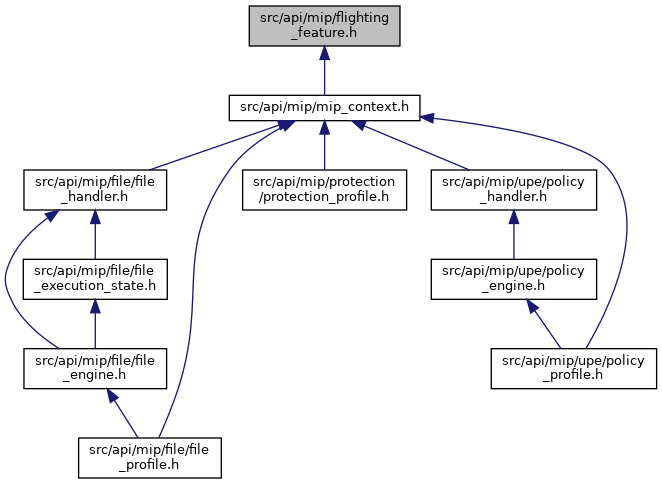 src/api/mip/flighting
_feature.h
src/api/mip/mip_context.h
src/api/mip/file/file
_handler.h
src/api/mip/protection
/protection_profile.h
src/api/mip/upe/policy
_handler.h
src/api/mip/file/file
_execution_state.h
src/api/mip/upe/policy
_engine.h
src/api/mip/file/file
_engine.h
src/api/mip/upe/policy
_profile.h
src/api/mip/file/file
_profile.h